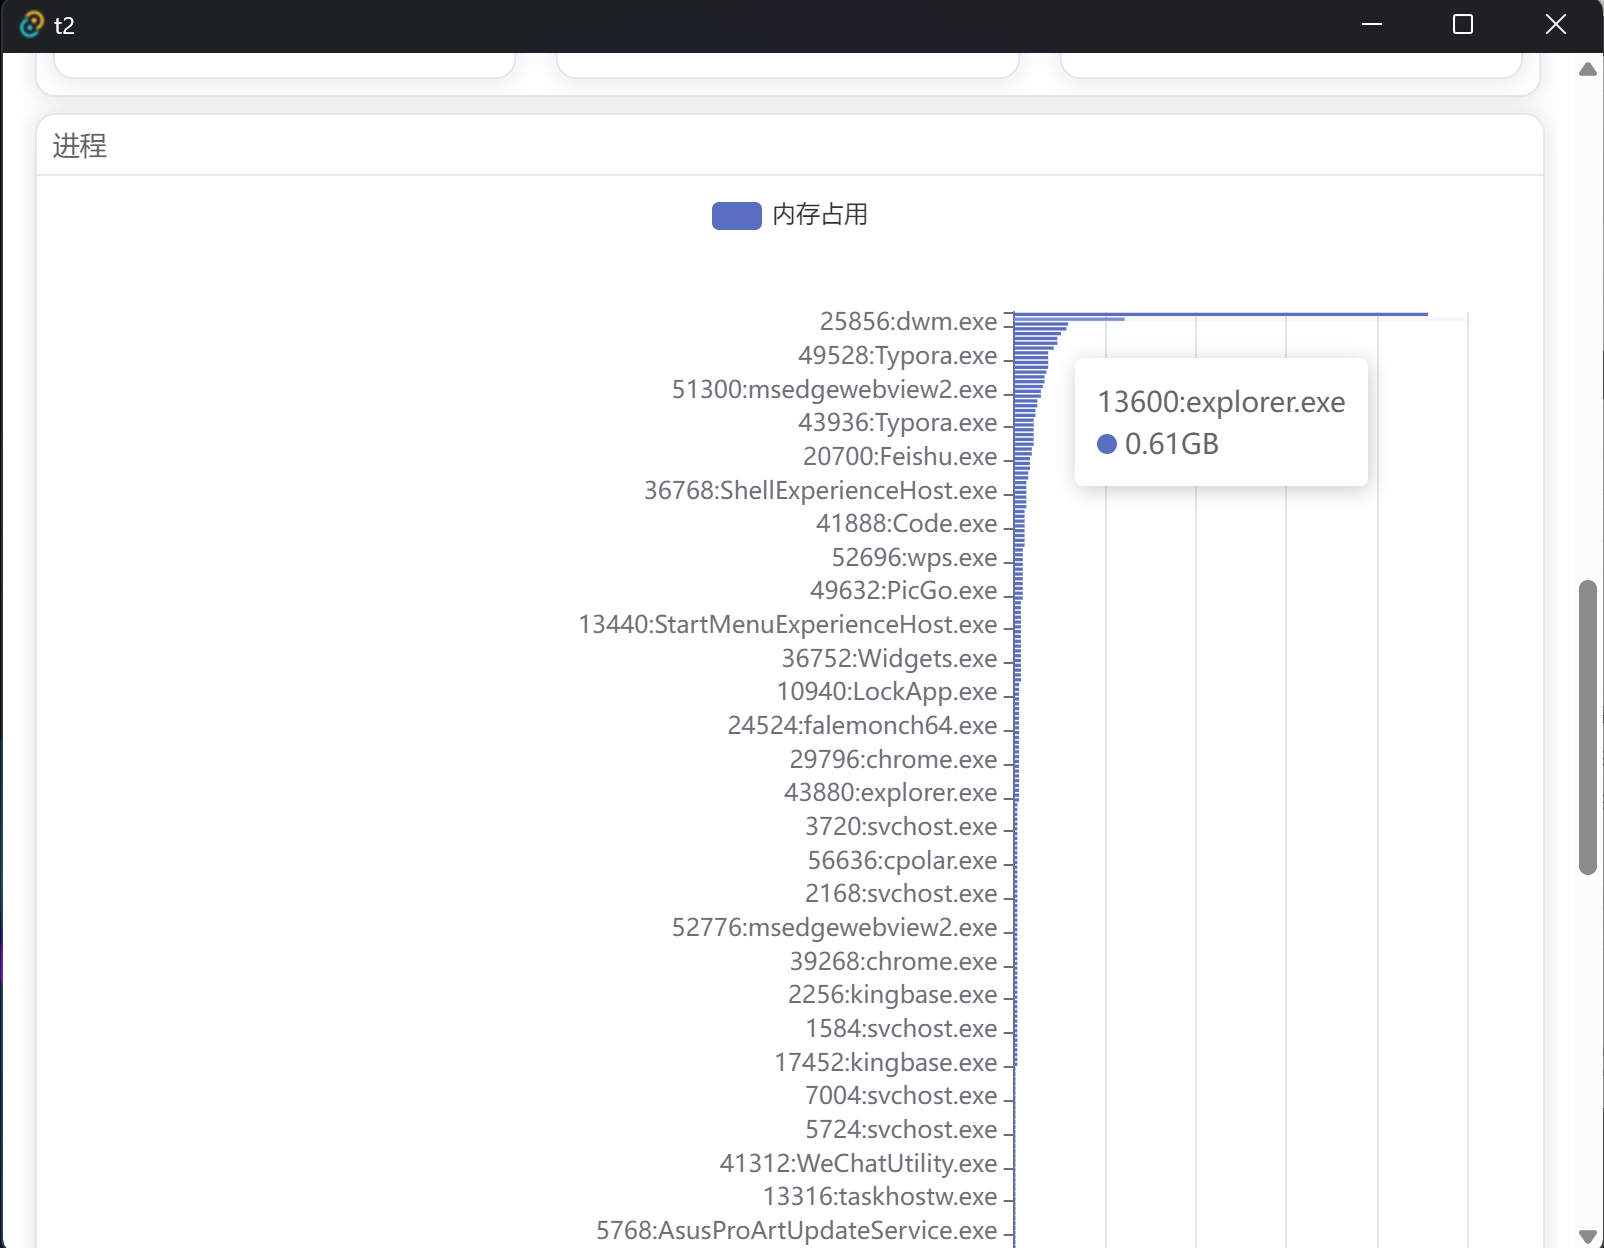 t2
进程
内存占用
25856:dwm.exe
49528:Typora.exe
51300:msedgewebview2.exe
13600:explorer.exe
0.61GB
43936:Typora.exe
20700:Feishu.exe
36768:ShellExperienceHost.exe
41888:Code.exe
52696:wps.exe
49632:PicGo.exe
13440:StartMenuExperienceHost.exe
36752:Widgets.exe
10940:LockApp.exe
24524:falemonch64.exe
29796:chrome.exe
43880:explorer.exe
3720:svchost.exe
56636:cpolar.exe
2168:svchost.exe
52776:msedgewebview2.exe
39268:chrome.exe
2256:kingbase.exe
1584:svchost.exe
17452:kingbase.exe
7004:svchost.exe
5724:svchost.exe
41312:WeChatUtility.exe
13316:taskhostw.exe
5768:AsusProArtUpdateService.exe